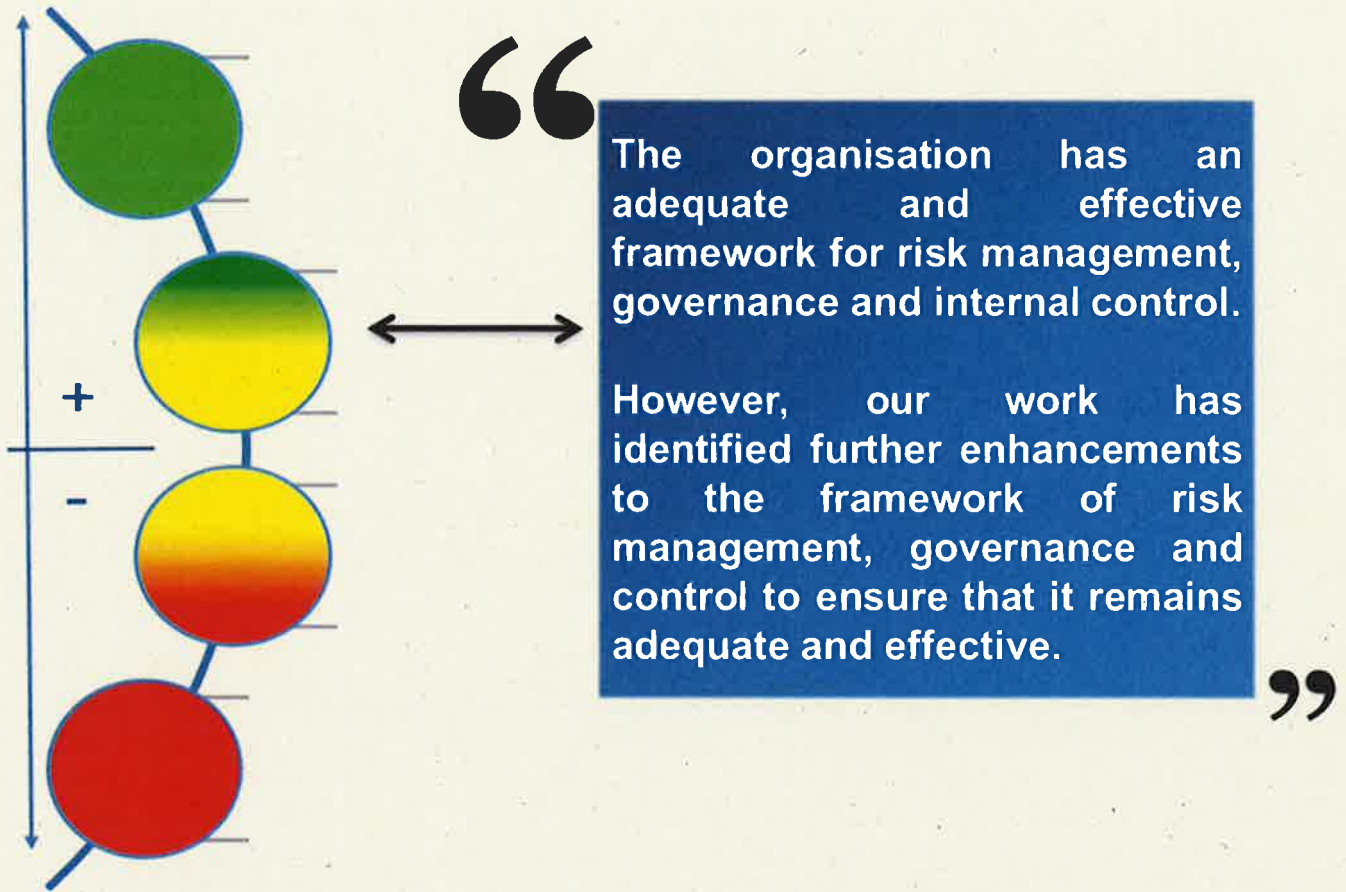 “
The organisation has an
adequate and effective
framework for risk management,
governance and internal control.
However, our work has
identified further enhancements
to the framework of risk
management, governance and
control to ensure that it remains
adequate and effective.
”
+
-